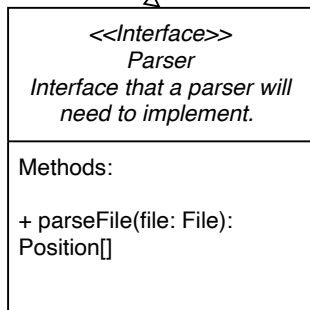 <<Interface>>
Parser
Interface that a parser will
need to implement.
Methods:
+ parseFile(file: File):
Position[]